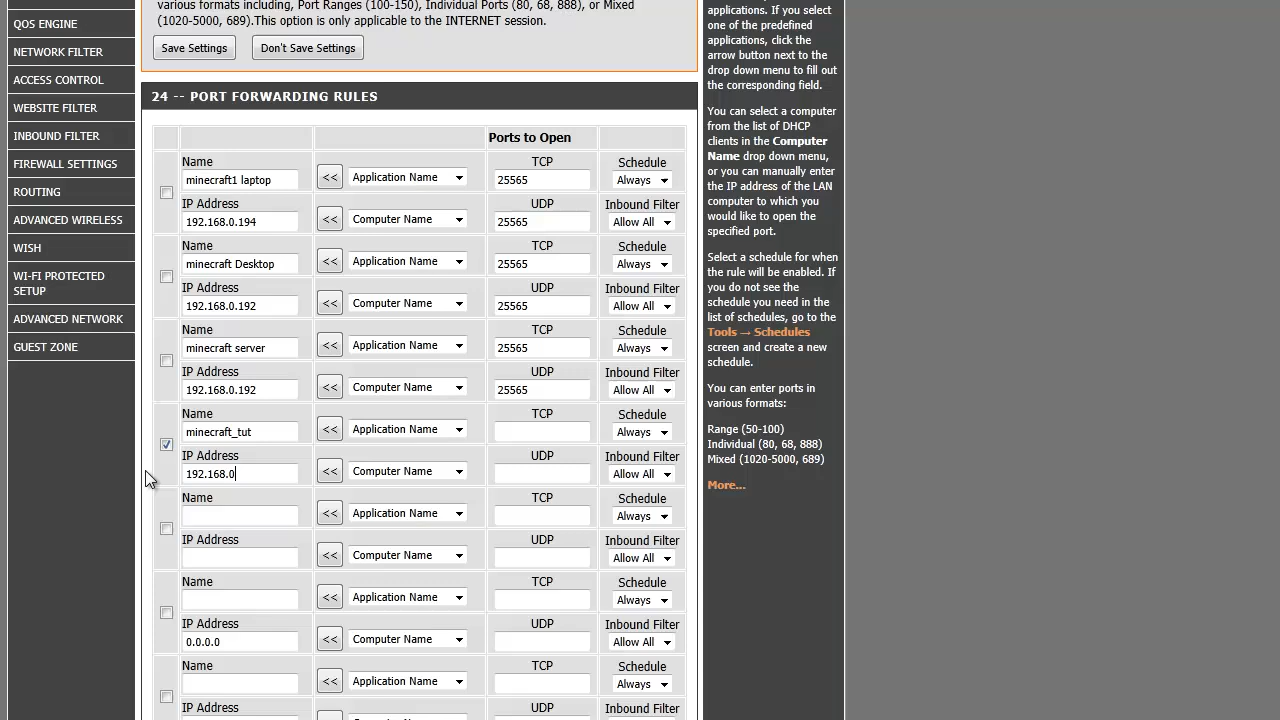 QOS ENGINE
NETWORK FILTER
ACCESS CONTROL
WEBSITE FILTER
INBOUND FILTER
FIREWALL SETTINGS
ROUTING
ADVANCED WIRELESS
WISH
WI-FI PROTECTED
SETUP
ADVANCED NETWORK
GUEST ZONE
various formats including, Port Ranges (100-150), Individual Ports (80, 68, 888), or Mixed
(1020-5000, 689).This option is only applicable to the INTERNET session.
Save Settings Don't Save Settings
24 -- PORT FORWARDING RULES
Ports to Open
Name TCP Schedule
minecraft1 laptop << Application Name 25565 Always
IP Address UDP Inbound Filter
192.168.0.194 << Computer Name 25565 Allow All
Name TCP Schedule
minecraft Desktop << Application Name 25565 Always
IP Address UDP Inbound Filter
192.168.0.192 << Computer Name 25565 Allow All
Name TCP Schedule
minecraft server << Application Name 25565 Always
IP Address UDP Inbound Filter
192.168.0.192 << Computer Name 25565 Allow All
Name TCP Schedule
minecraft_tut << Application Name Always
IP Address UDP Inbound Filter
192.168.0 << Computer Name Allow All
Name TCP Schedule
<< Application Name Always
IP Address UDP Inbound Filter
<< Computer Name Allow All
Name TCP Schedule
<< Application Name Always
IP Address UDP Inbound Filter
0.0.0.0 << Computer Name Allow All
Name TCP Schedule
<< Application Name Always
IP Address UDP Inbound Filter
applications. If you select
one of the predefined
applications, click the
arrow button next to the
drop down menu to fill out
the corresponding field.
You can select a computer
from the list of DHCP
clients in the Computer
Name drop down menu,
or you can manually enter
the IP address of the LAN
computer to which you
would like to open the
specified port.
Select a schedule for when
the rule will be enabled. If
you do not see the
schedule you need in the
list of schedules, go to the
Tools → Schedules
screen and create a new
schedule.
You can enter ports in
various formats:
Range (50-100)
Individual (80, 68, 888)
Mixed (1020-5000, 689)
More...